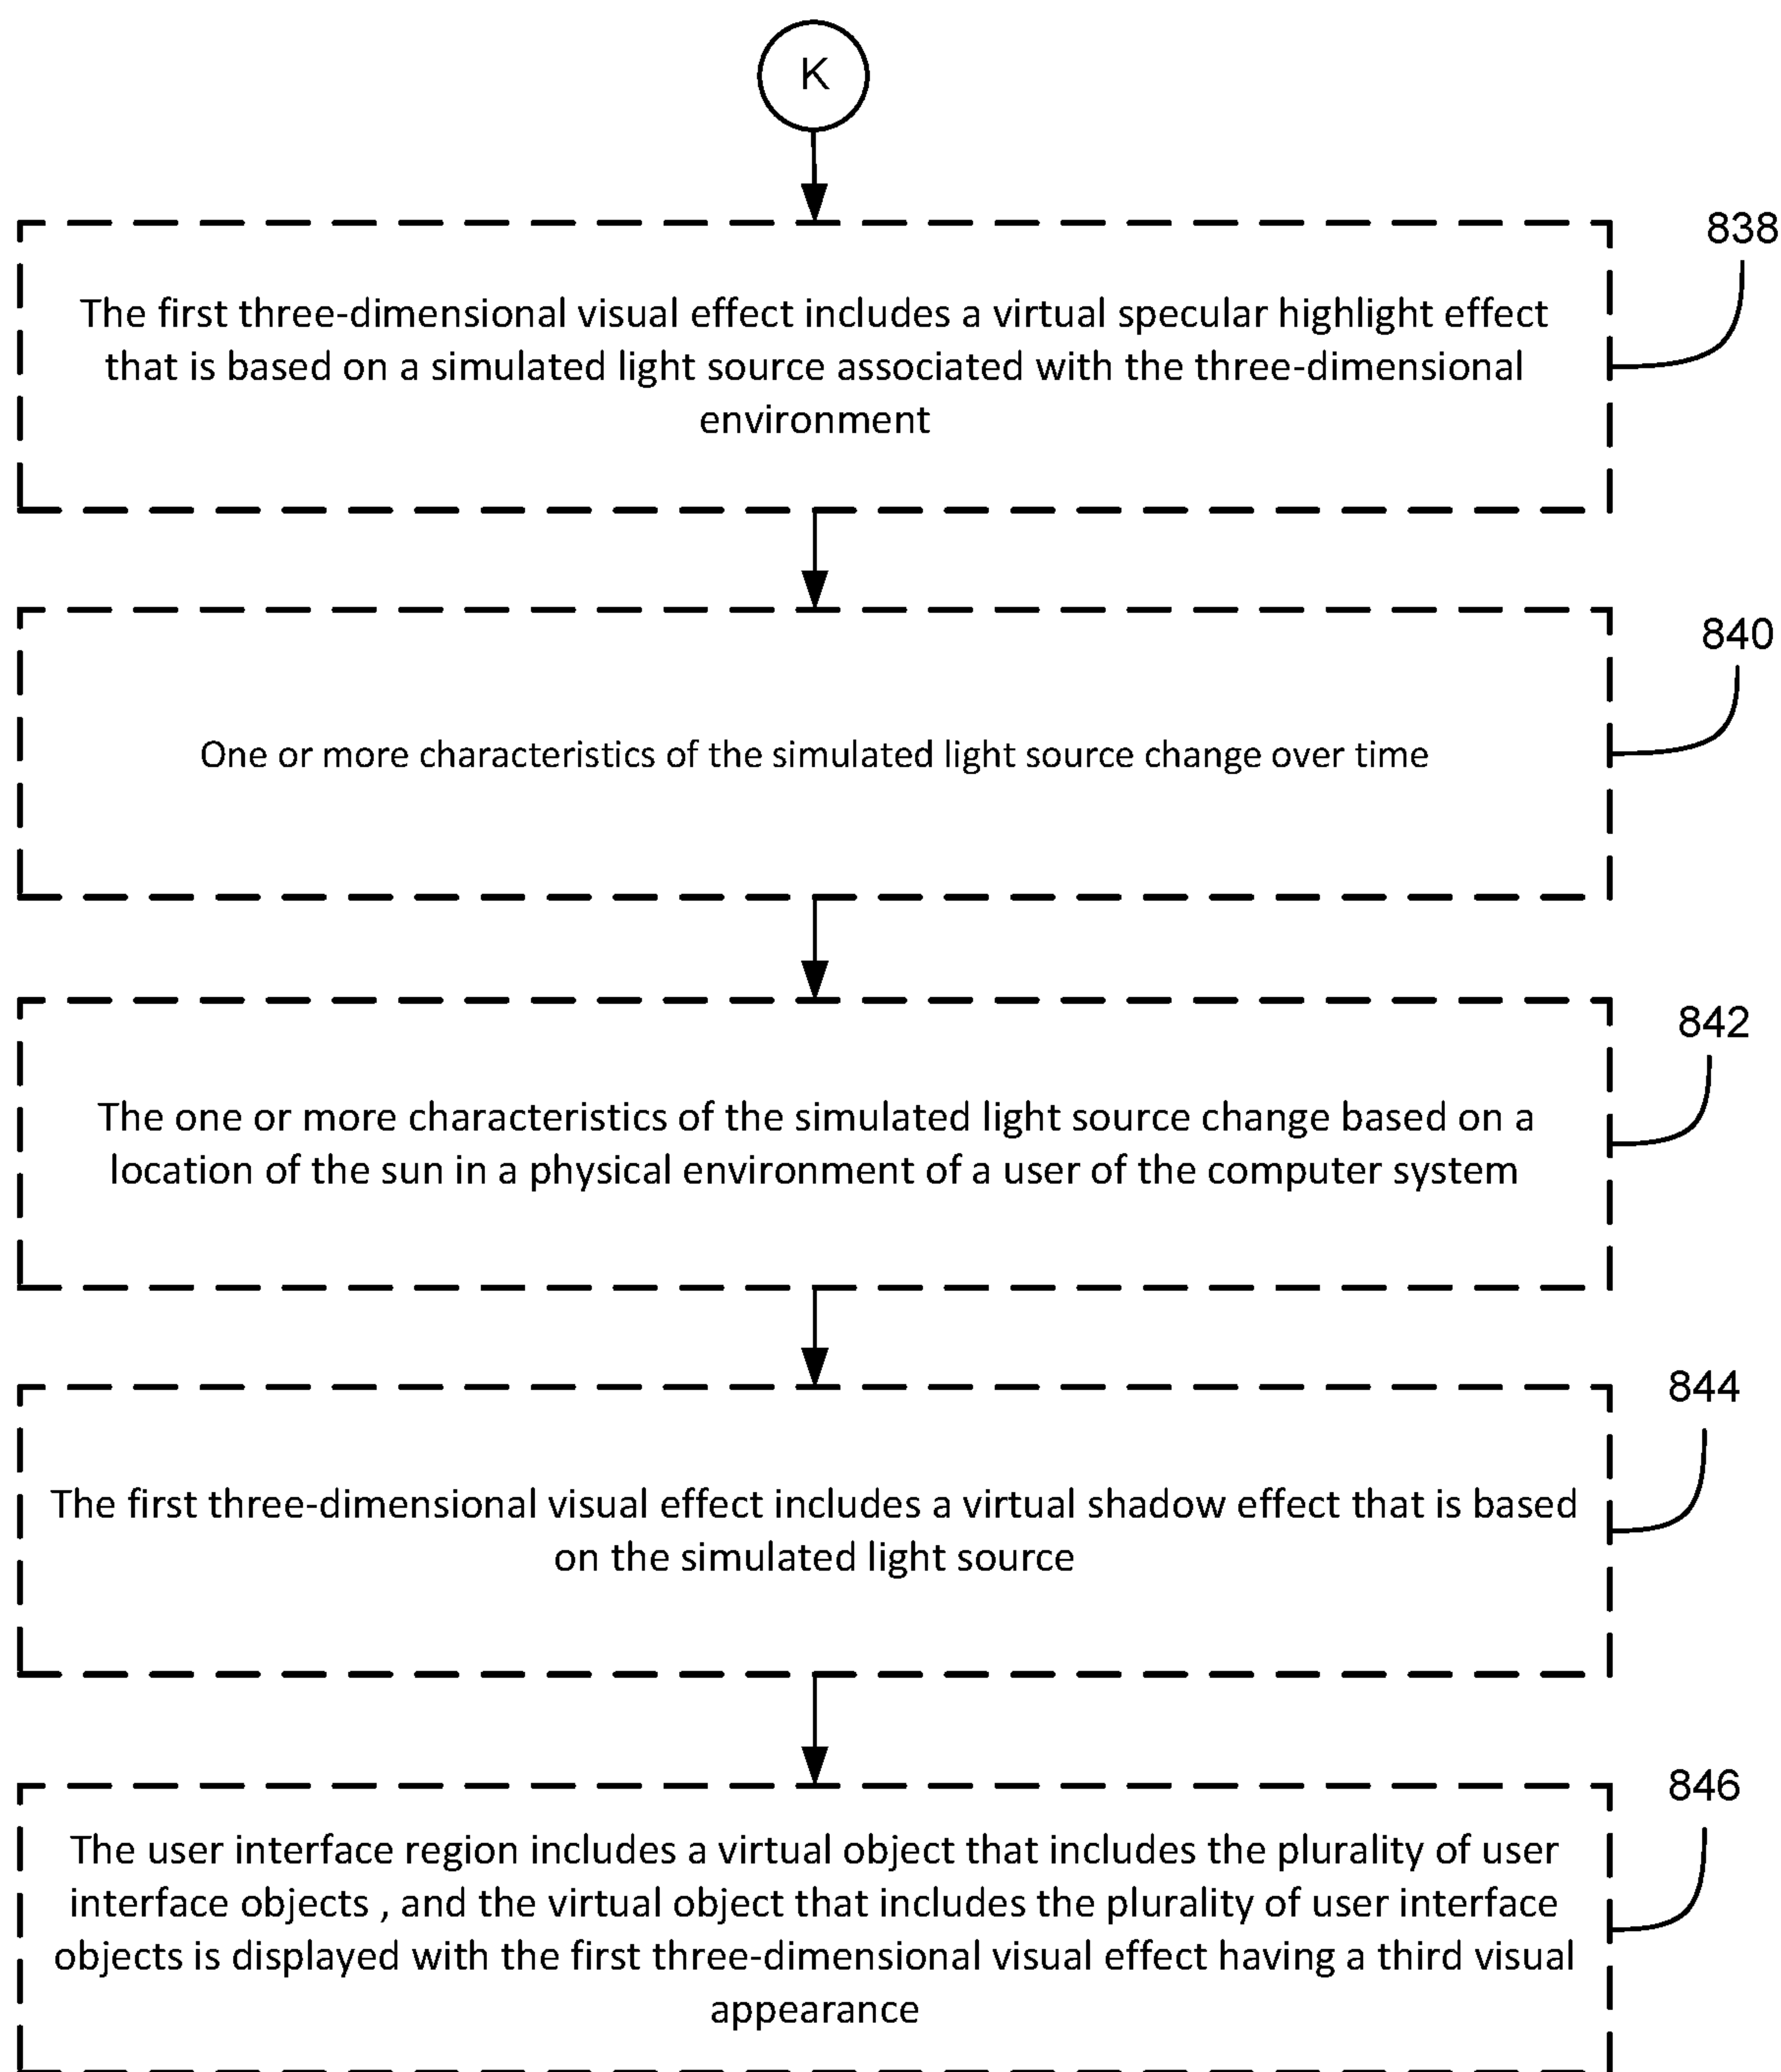 K
838
The first three-dimensional visual effect includes a virtual specular highlight effect
that is based on a simulated light source associated with the three-dimensional
environment
840
One or more characteristics of the simulated light source change over time
842
The one or more characteristics of the simulated light source change based on a
location of the sun in a physical environment of a user of the computer system
844
The first three-dimensional visual effect includes a virtual shadow effect that is based
on the simulated light source
846
The user interface region includes a virtual object that includes the plurality of user
interface objects , and the virtual object that includes the plurality of user interface
objects is displayed with the first three-dimensional visual effect having a third visual
appearance